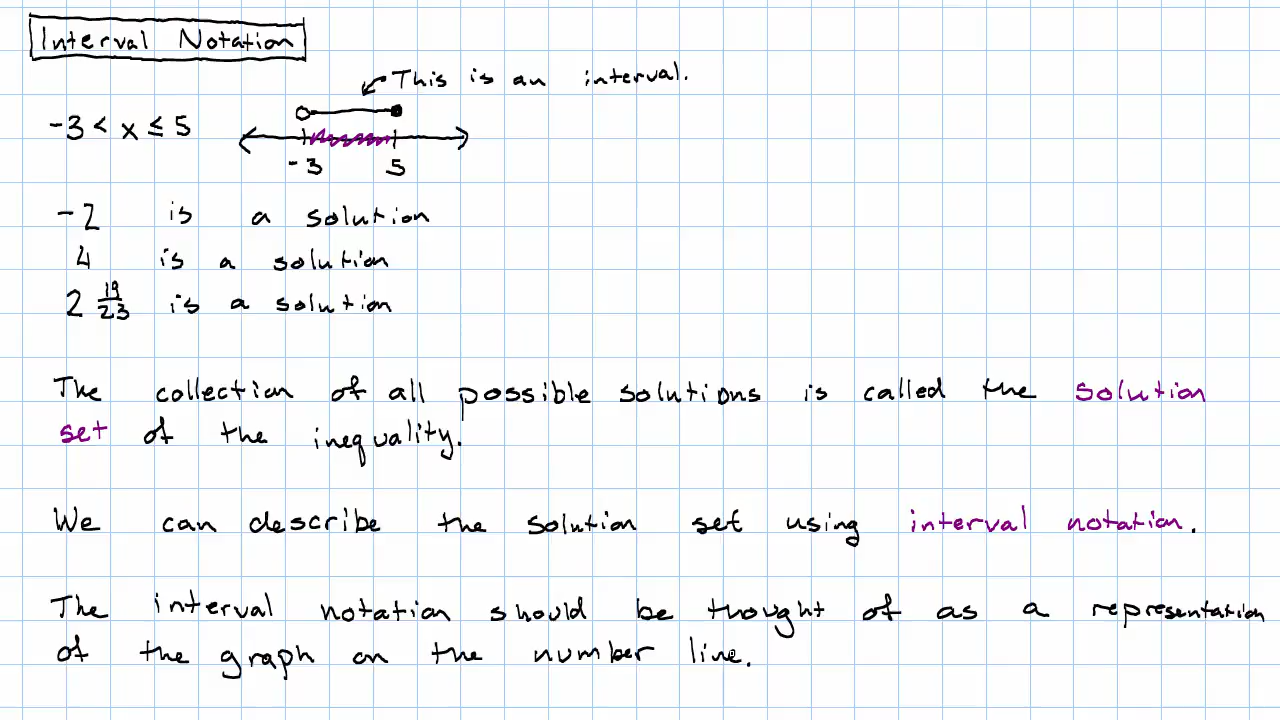 Interval Notation
This is an interval.
-3 < x ≤ 5
-3 5
-2 is a solution
4 is a solution
2 19/23 is a solution
The collection of all possible solutions is called the solution
set of the inequality.
We can describe the solution set using interval notation.
The interval notation should be thought of as a representation
of the graph on the number line.